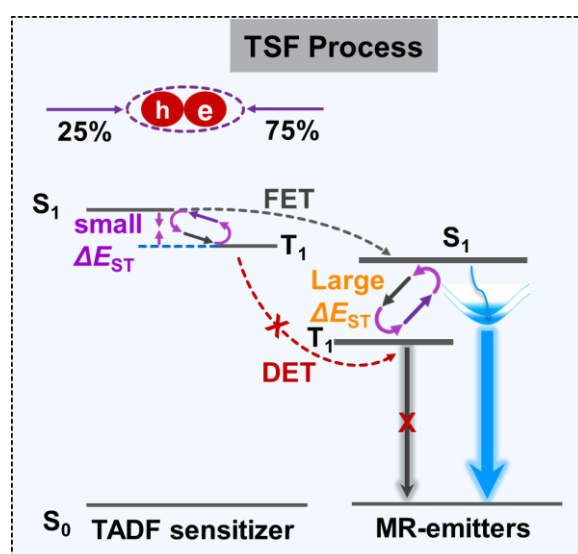 TSF Process
h e
25% 75%
S1
small
ΔEST
T1
FET
S1
Large
ΔEST
T1
X
DET
X
S0
TADF sensitizer
MR-emitters